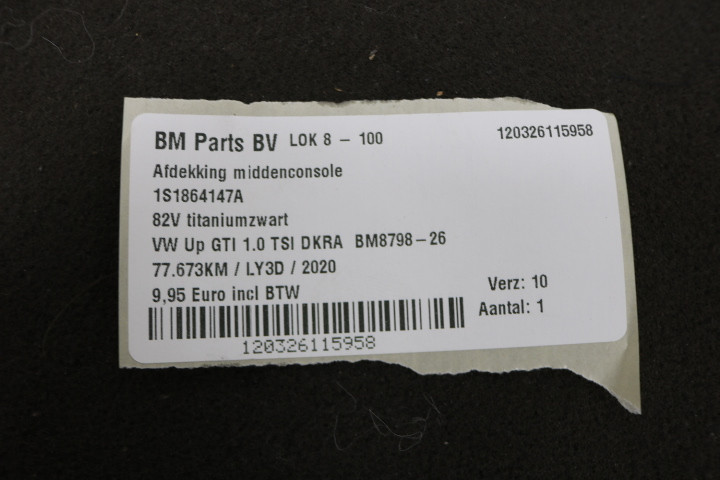 BM Parts BV LOK 8 - 100 120326115958
Afdekking middenconsole
1S1864147A
82V titaniumzwart
VW Up GTI 1.0 TSI DKRA BM8798-26
77.673KM / LY3D / 2020
9,95 Euro incl BTW
Verz: 10
Aantal: 1
120326115958